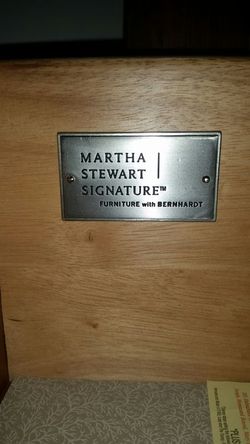 MARTHA
STEWART
SIGNATURE™
FURNITURE with BERNHARDT